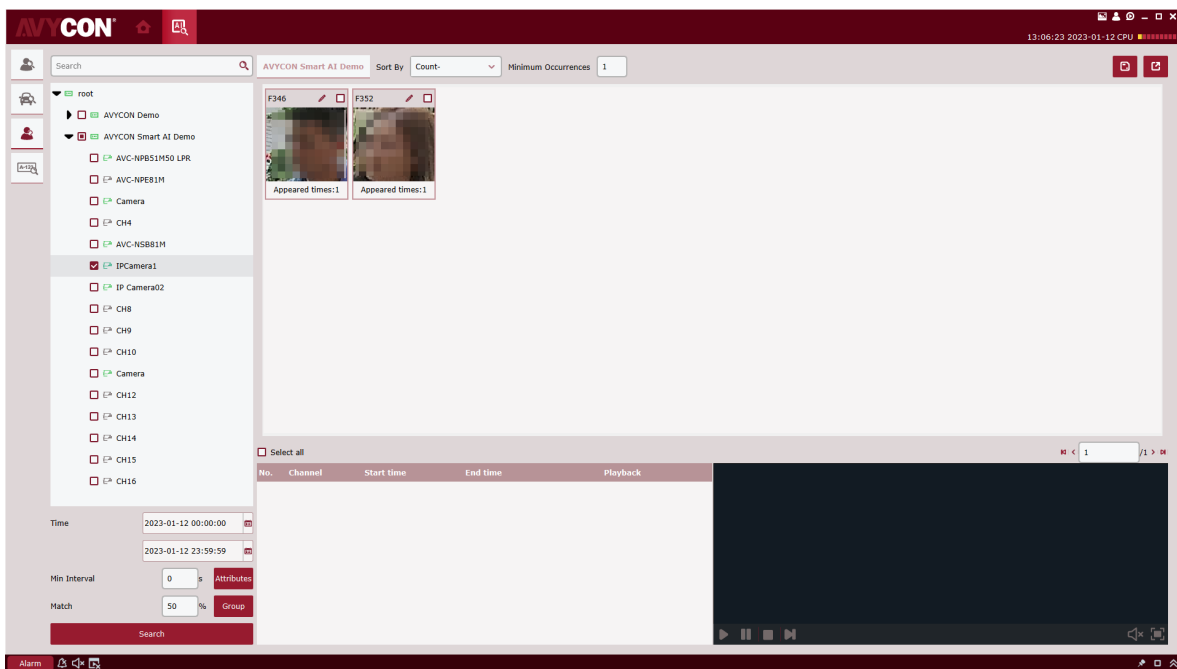 AVYCON®
AI
13:06:23 2023-01-12 CPU
Search
AVYCON Smart AI Demo Sort By Count- Minimum Occurrences 1
root
AVYCON Demo
AVYCON Smart AI Demo
AVC-NPB51M50 LPR
AVC-NPE81M
Camera
CH4
AVC-NSB81M
IPCamera1
IP Camera02
CH8
CH9
CH10
Camera
CH12
CH13
CH14
CH15
CH16
F346
Appeared times:1
F352
Appeared times:1
Select all
1 /1
No. Channel Start time End time Playback
Time 2023-01-12 00:00:00
2023-01-12 23:59:59
Min Interval 0 s Attributes
Match 50 % Group
Search
Alarm